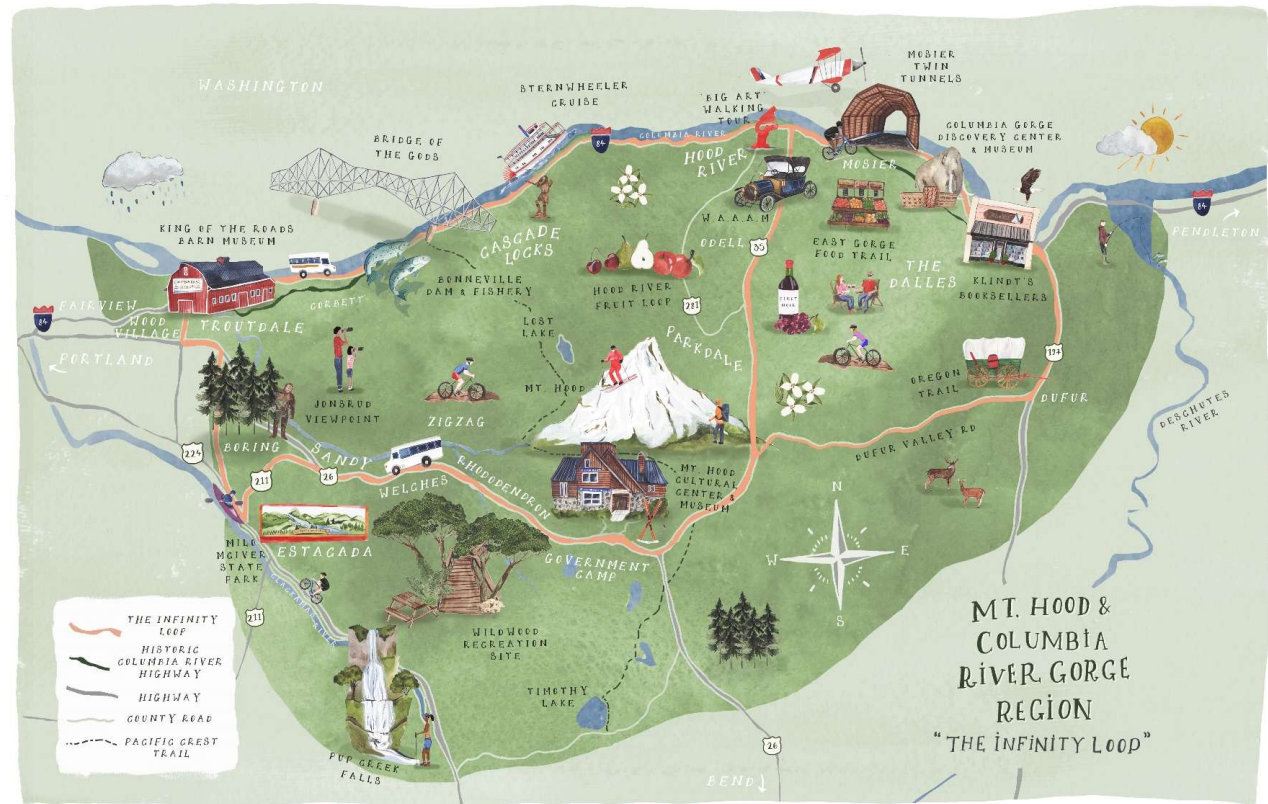 WASHINGTON
STERNWHEELER
CRUISE
"BIG ART"
WALKING
TOUR
MOSIER
TWIN
TUNNELS
BRIDGE OF
THE GODS
84
COLUMBIA RIVER
HOOD
RIVER
MOSIER
COLUMBIA GORGE
DISCOVERY CENTER
& MUSEUM
KING OF THE ROADS
BARN MUSEUM
CASCADE
LOCKS
W.A.A.A.M
ODELL
35
EAST GORGE
FOOD TRAIL
THE
DALLES
KLINDT'S
BOOKSELLERS
84
PENDLETON
FAIRVIEW
84
WOOD
VILLAGE
TROUTDALE
CORBETT
BONNEVILLE
DAM & FISHERY
HOOD RIVER
FRUIT LOOP
281
PINOT
NOIR
LOST
LAKE
PARKDALE
PORTLAND
JONSRUD
VIEWPOINT
ZIGZAG
MT. HOOD
OREGON
TRAIL
197
DUFUR
DESCHUTES
RIVER
DUFUR VALLEY RD
224
BORING
SANDY
211
26
WELCHES
RHODODENDRON
MT. HOOD
CULTURAL
CENTER &
MUSEUM
GOVERNMENT
CAMP
ESTACADA
MILO
MCIVER
STATE
PARK
CLACKAMAS RIVER
211
WILDWOOD
RECREATION
SITE
TIMOTHY
LAKE
PUP CREEK
FALLS
26
BEND
N
W
E
S
THE INFINITY
LOOP
HISTORIC
COLUMBIA RIVER
HIGHWAY
HIGHWAY
COUNTY ROAD
PACIFIC CREST
TRAIL
MT. HOOD &
COLUMBIA
RIVER GORGE
REGION
"THE INFINITY LOOP"